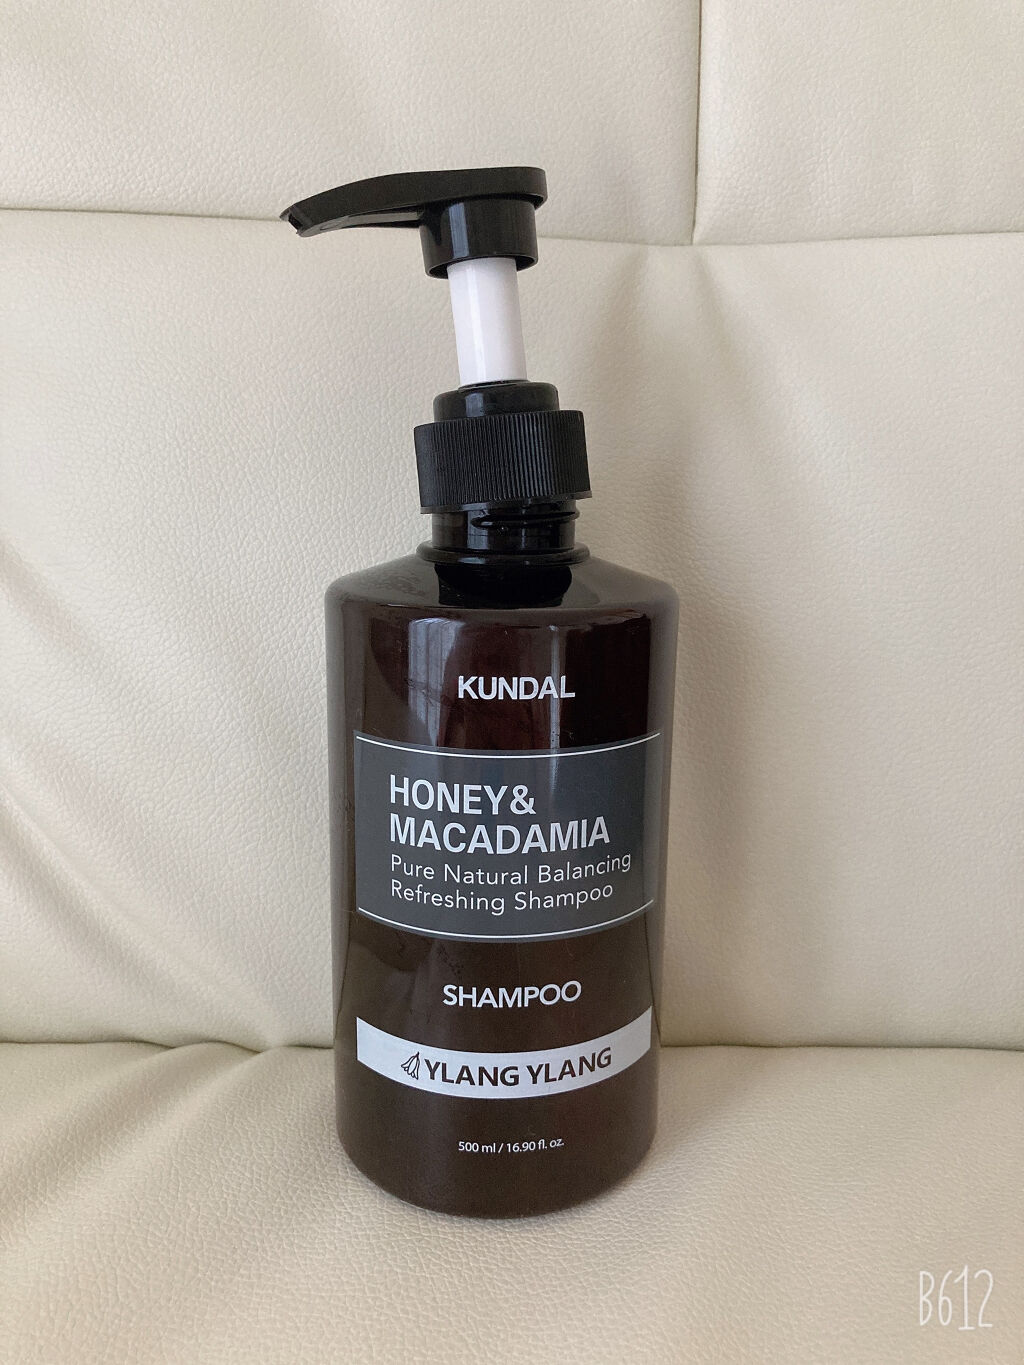 KUNDAL
HONEY&
MACADAMIA
Pure Natural Balancing
Refreshing Shampoo
SHAMPOO
YLANG YLANG
500 ml / 16.90 fl. oz.
B612